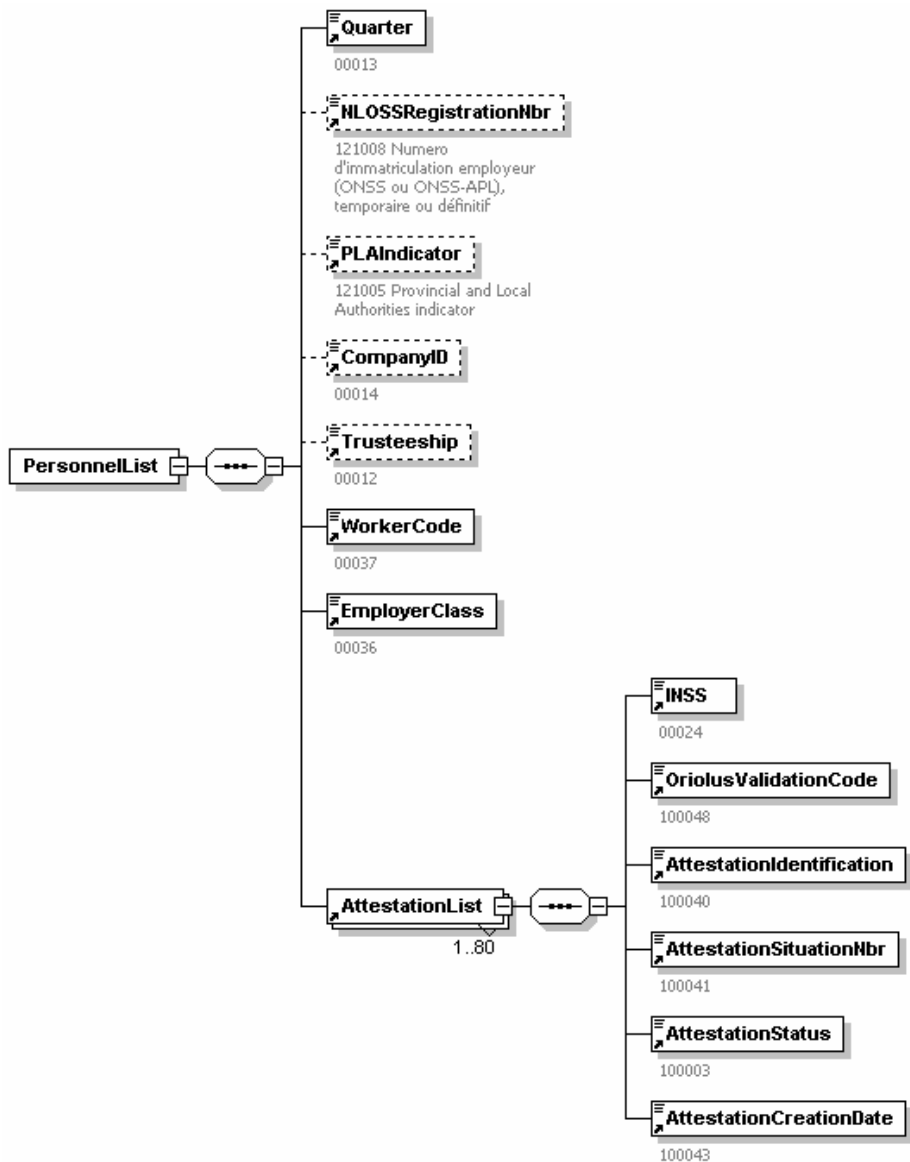 Quarter
00013
NLOSSRegistrationNbr
121008 Numero
d'immatriculation employeur
(ONSS ou ONSS-APL),
temporaire ou définitif
PLAIndicator
121005 Provincial and Local
Authorities indicator
CompanyID
00014
Trusteeship
00012
PersonnelList
WorkerCode
00037
EmployerClass
00036
AttestationList
1..80
INSS
00024
OriolusValidationCode
100048
AttestationIdentification
100040
AttestationSituationNbr
100041
AttestationStatus
100003
AttestationCreationDate
100043